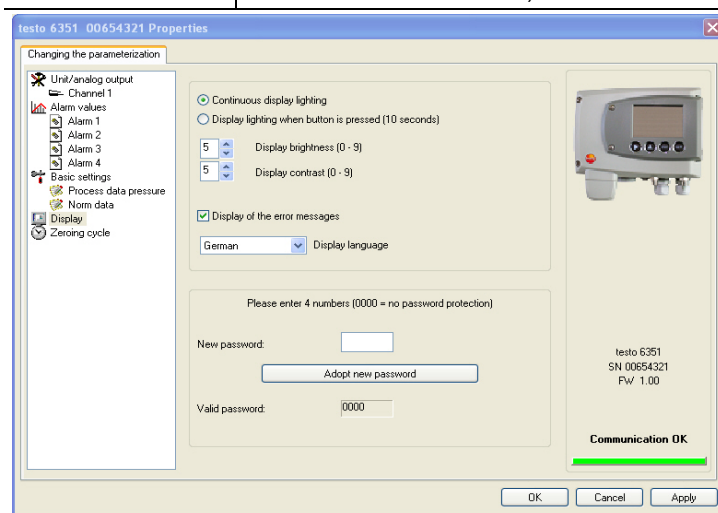 testo 6351 00654321 Properties
Changing the parameterization
Unit/analog output
Channel 1
Alarm values
Alarm 1
Alarm 2
Alarm 3
Alarm 4
Basic settings
Process data pressure
Norm data
Display
Zeroing cycle
Continuous display lighting
Display lighting when button is pressed (10 seconds)
5 Display brightness (0 - 9)
5 Display contrast (0 - 9)
Display of the error messages
German Display language
Please enter 4 numbers (0000 = no password protection)
New password:
Adopt new password
Valid password: 0000
testo 6351
SN 00654321
FW 1.00
Communication OK
OK Cancel Apply